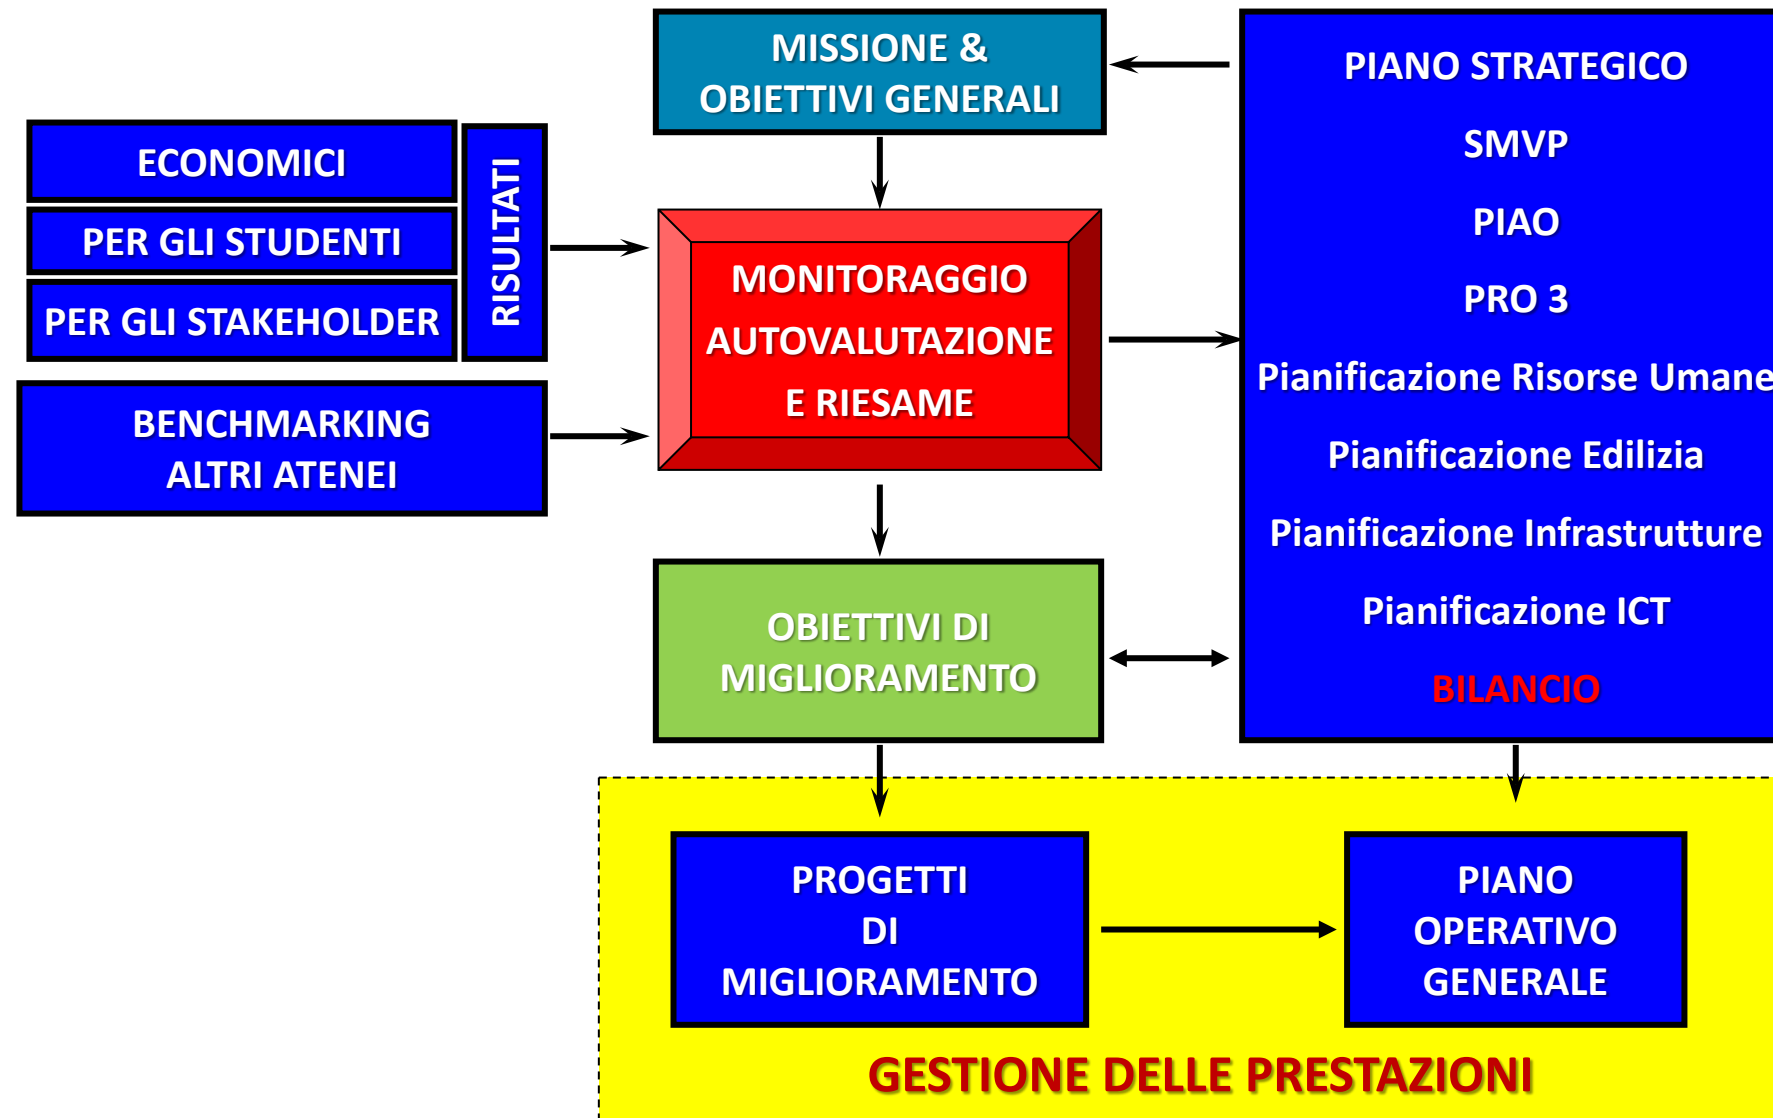 MISSIONE &
OBIETTIVI GENERALI
ECONOMICI
PER GLI STUDENTI
PER GLI STAKEHOLDER
RISULTATI
BENCHMARKING
ALTRI ATENEI
MONITORAGGIO
AUTOVALUTAZIONE
E RIESAME
OBIETTIVI DI
MIGLIORAMENTO
PIANO STRATEGICO
SMVP
PIAO
PRO 3
Pianificazione Risorse Umane
Pianificazione Edilizia
Pianificazione Infrastrutture
Pianificazione ICT
BILANCIO
PROGETTI
DI
MIGLIORAMENTO
PIANO
OPERATIVO
GENERALE
GESTIONE DELLE PRESTAZIONI